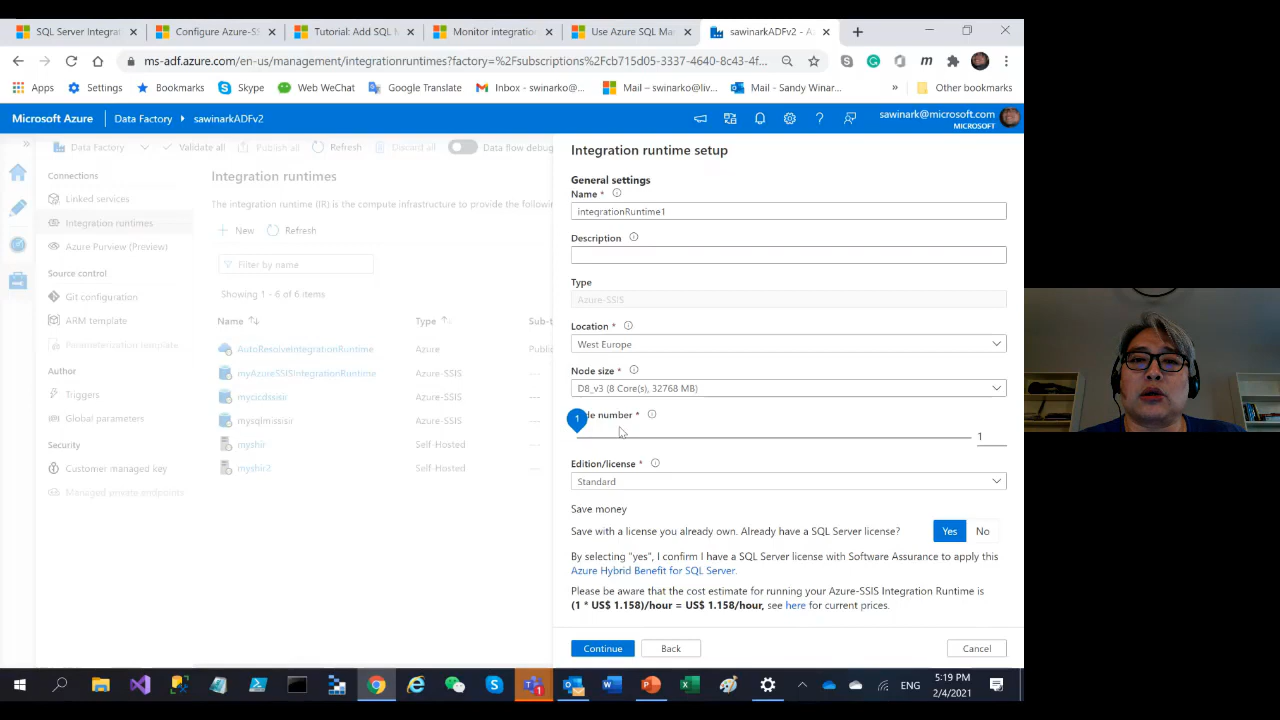 SQL Server Integrat
Configure Azure-SS
Tutorial: Add SQL M
Monitor integration
Use Azure SQL Ma
sawinarkADFv2 - A
ms-adf.azure.com/en-us/management/integrationruntimes?factory=%2Fsubscriptions%2Fcb715d05-3337-4640-8c43-4f...
Apps
Settings
Bookmarks
Skype
Web WeChat
Google Translate
Inbox - swinarko@...
Mail – swinarko@liv...
Mail - Sandy Winar...
»
Other bookmarks
Microsoft Azure
Data Factory
sawinarkADFv2
sawinark@microsoft.com
MICROSOFT
Data Factory
Validate all
Publish all
Refresh
Discard all
Data flow debug
Connections
Linked services
Integration runtimes
Azure Purview (Preview)
Source control
Git configuration
ARM template
Parameterization template
Author
Triggers
Global parameters
Security
Customer managed key
Managed private endpoints
Integration runtimes
The integration runtime (IR) is the compute infrastructure to provide the following
New
Refresh
Filter by name
Showing 1 - 6 of 6 items
Name
Type
Sub-t
AutoResolveIntegrationRuntime
Azure
Public
myAzureSSISIntegrationRuntime
Azure-SSIS
---
mycicdssisir
Azure-SSIS
---
mysqlmissisir
Azure-SSIS
---
myshir
Self-Hosted
---
myshir2
Self-Hosted
---
Integration runtime setup
General settings
Name *
integrationRuntime1
Description
Type
Azure-SSIS
Location *
West Europe
Node size *
D8_v3 (8 Core(s), 32768 MB)
de number *
1
1
Edition/license *
Standard
Save money
Save with a license you already own. Already have a SQL Server license?
Yes
No
By selecting "yes", I confirm I have a SQL Server license with Software Assurance to apply this
Azure Hybrid Benefit for SQL Server.
Please be aware that the cost estimate for running your Azure-SSIS Integration Runtime is
(1 * US$ 1.158)/hour = US$ 1.158/hour, see here for current prices.
Continue
Back
Cancel
ENG
5:19 PM
2/4/2021